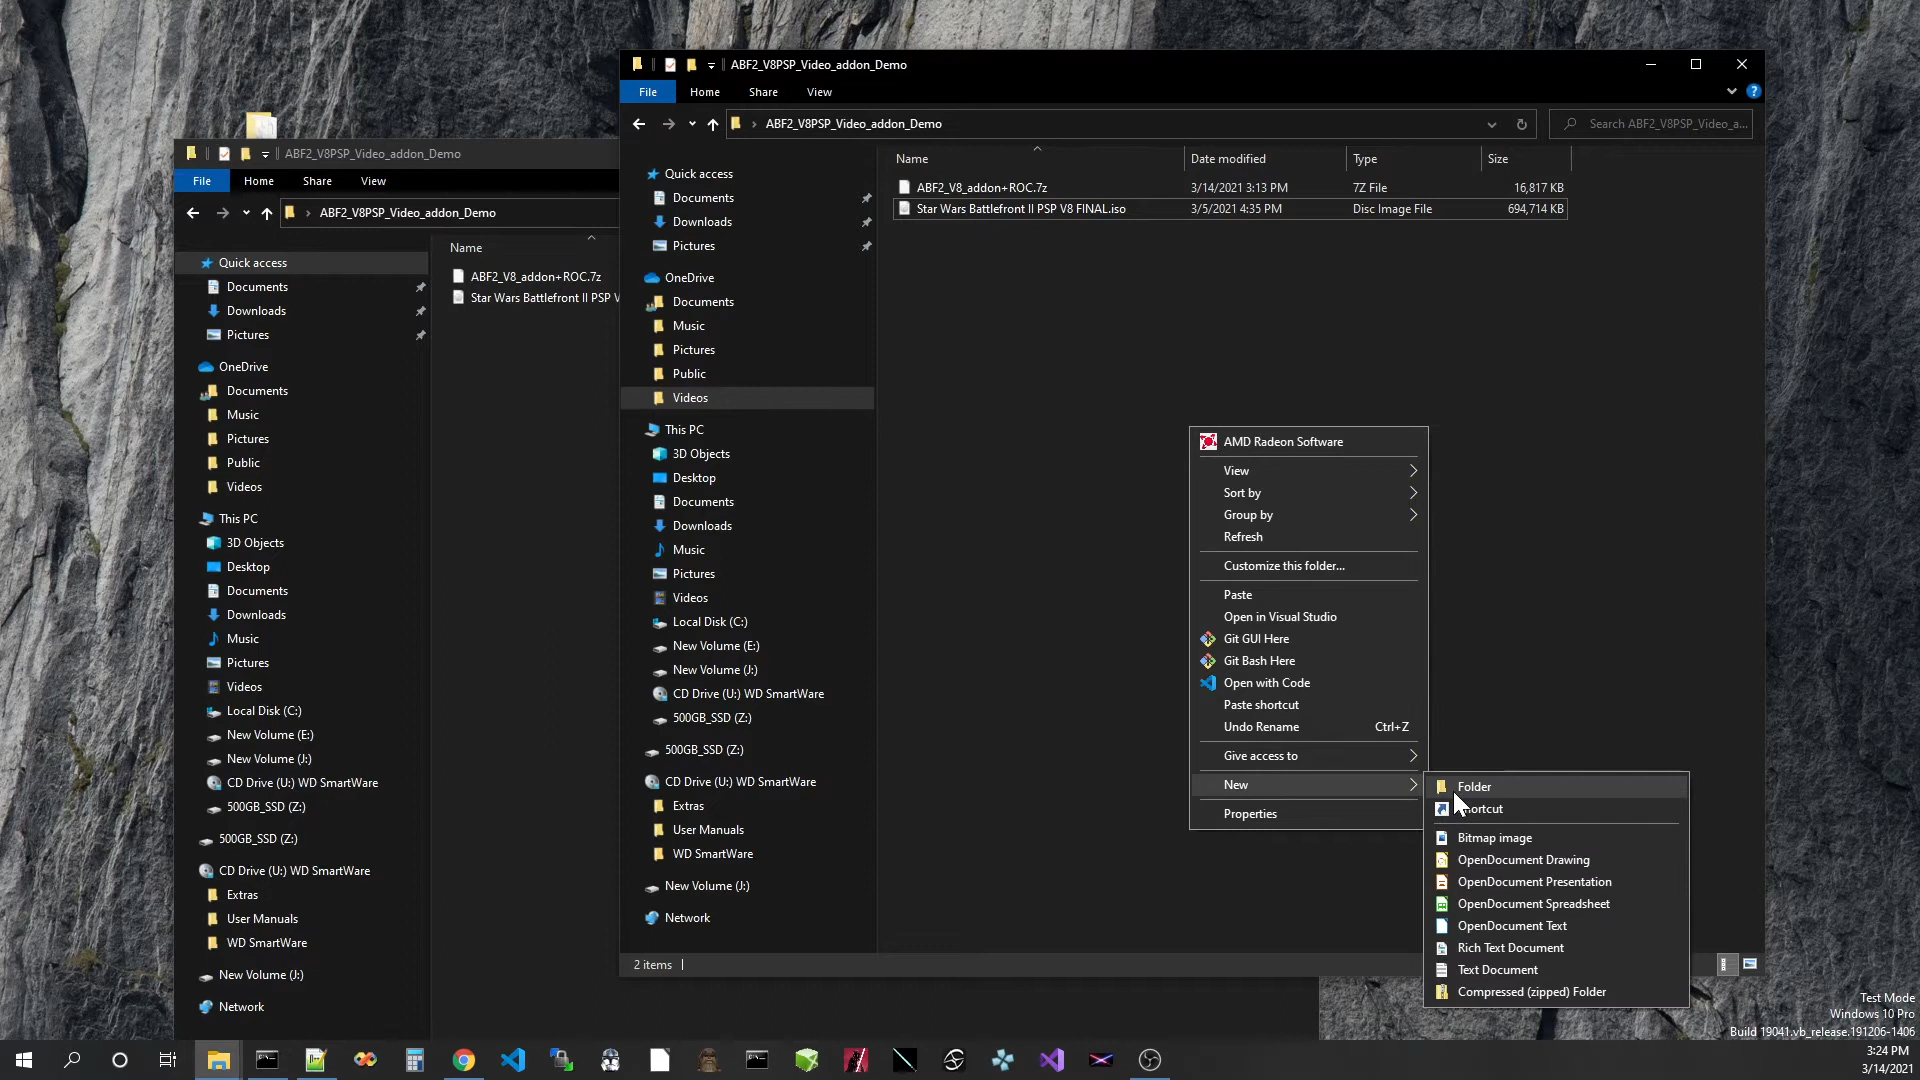 ABF2_V8PSP_Video_addon_Demo
File Home Share View
ABF2_V8PSP_Video_addon_Demo
Quick access
Documents
Downloads
Pictures
OneDrive
Documents
Music
Pictures
Public
Videos
This PC
3D Objects
Desktop
Documents
Downloads
Music
Pictures
Videos
Local Disk (C:)
New Volume (E:)
New Volume (J:)
CD Drive (U:) WD SmartWare
500GB_SSD (Z:)
500GB_SSD (Z:)
CD Drive (U:) WD SmartWare
Extras
User Manuals
WD SmartWare
New Volume (J:)
Network
Name
ABF2_V8_addon+ROC.7z
Star Wars Battlefront II PSP V
ABF2_V8PSP_Video_addon_Demo
File Home Share View
ABF2_V8PSP_Video_addon_Demo
Search ABF2_V8PSP_Video_a...
Quick access
Documents
Downloads
Pictures
OneDrive
Documents
Music
Pictures
Public
Videos
This PC
3D Objects
Desktop
Documents
Downloads
Music
Pictures
Videos
Local Disk (C:)
New Volume (E:)
New Volume (J:)
CD Drive (U:) WD SmartWare
500GB_SSD (Z:)
500GB_SSD (Z:)
CD Drive (U:) WD SmartWare
Extras
User Manuals
WD SmartWare
New Volume (J:)
Network
Name Date modified Type Size
ABF2_V8_addon+ROC.7z 3/14/2021 3:13 PM 7Z File 16,817 KB
Star Wars Battlefront II PSP V8 FINAL.iso 3/5/2021 4:35 PM Disc Image File 694,714 KB
2 items
AMD Radeon Software
View
Sort by
Group by
Refresh
Customize this folder...
Paste
Open in Visual Studio
Git GUI Here
Git Bash Here
Open with Code
Paste shortcut
Undo Rename Ctrl+Z
Give access to
New
Properties
Folder
ortcut
Bitmap image
OpenDocument Drawing
OpenDocument Presentation
OpenDocument Spreadsheet
OpenDocument Text
Rich Text Document
Text Document
Compressed (zipped) Folder
Test Mode
Windows 10 Pro
Build 19041.vb_release.191206-1406
3:24 PM
3/14/2021